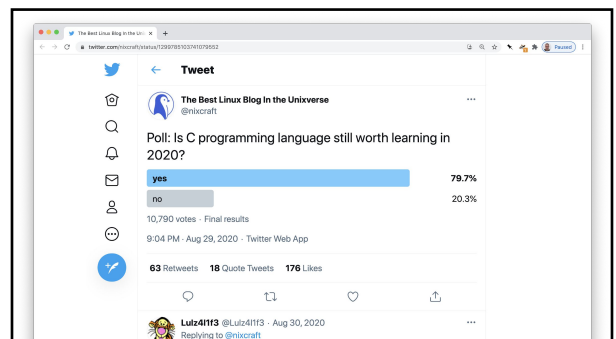 The Best Linux Blog in the Unix
twitter.com/nixcraft/status/1299785103741079552
Paused
Tweet
The Best Linux Blog In the Unixverse
@nixcraft
Poll: Is C programming language still worth learning in
2020?
yes 79.7%
no 20.3%
10,790 votes · Final results
9:04 PM · Aug 29, 2020 · Twitter Web App
63 Retweets 18 Quote Tweets 176 Likes
Lulz4l1f3 @Lulz4l1f3 · Aug 30, 2020
Replying to @nixcraft